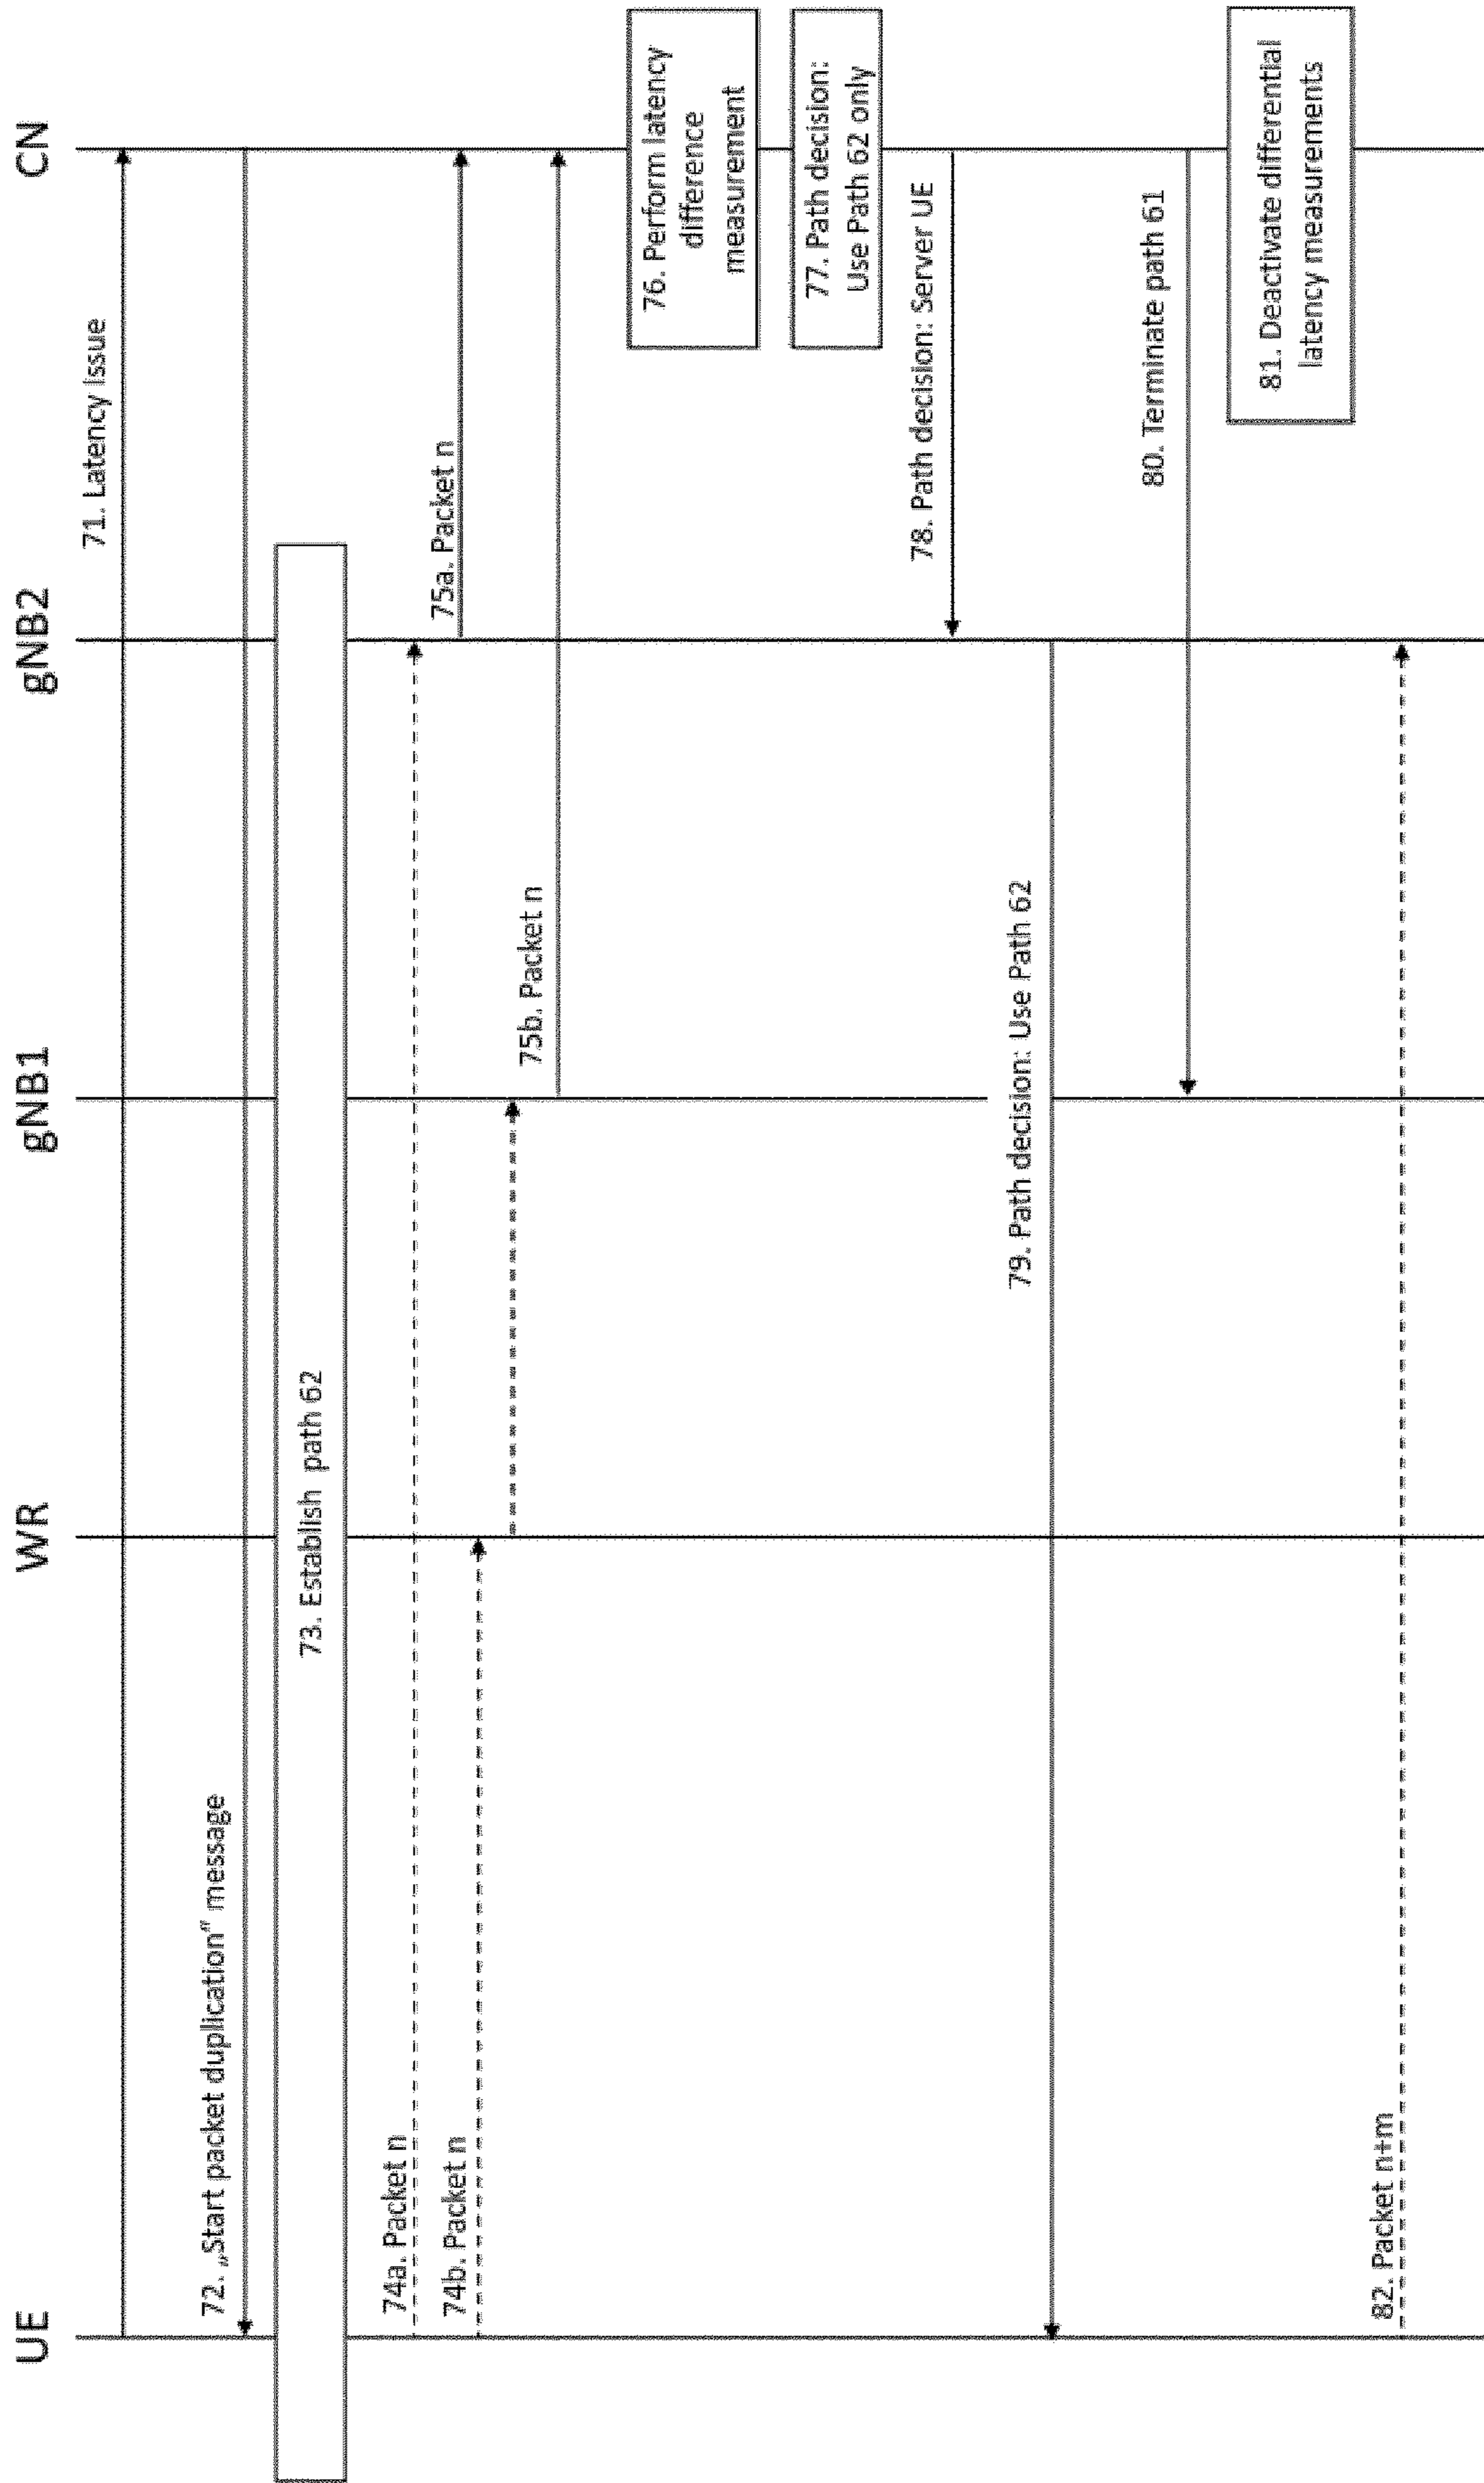 UE
WR
gNB1
gNB2
CN
71. Latency Issue
72. „Start packet duplication“ message
73. Establish path 62
74a. Packet n
75a. Packet n
74b. Packet n
75b. Packet n
76. Perform latency
difference
measurement
77. Path decision:
Use Path 62 only
78. Path decision: Server UE
79. Path decision: Use Path 62
80. Terminate path 61
81. Deactivate differential
latency measurements
82. Packet n+m